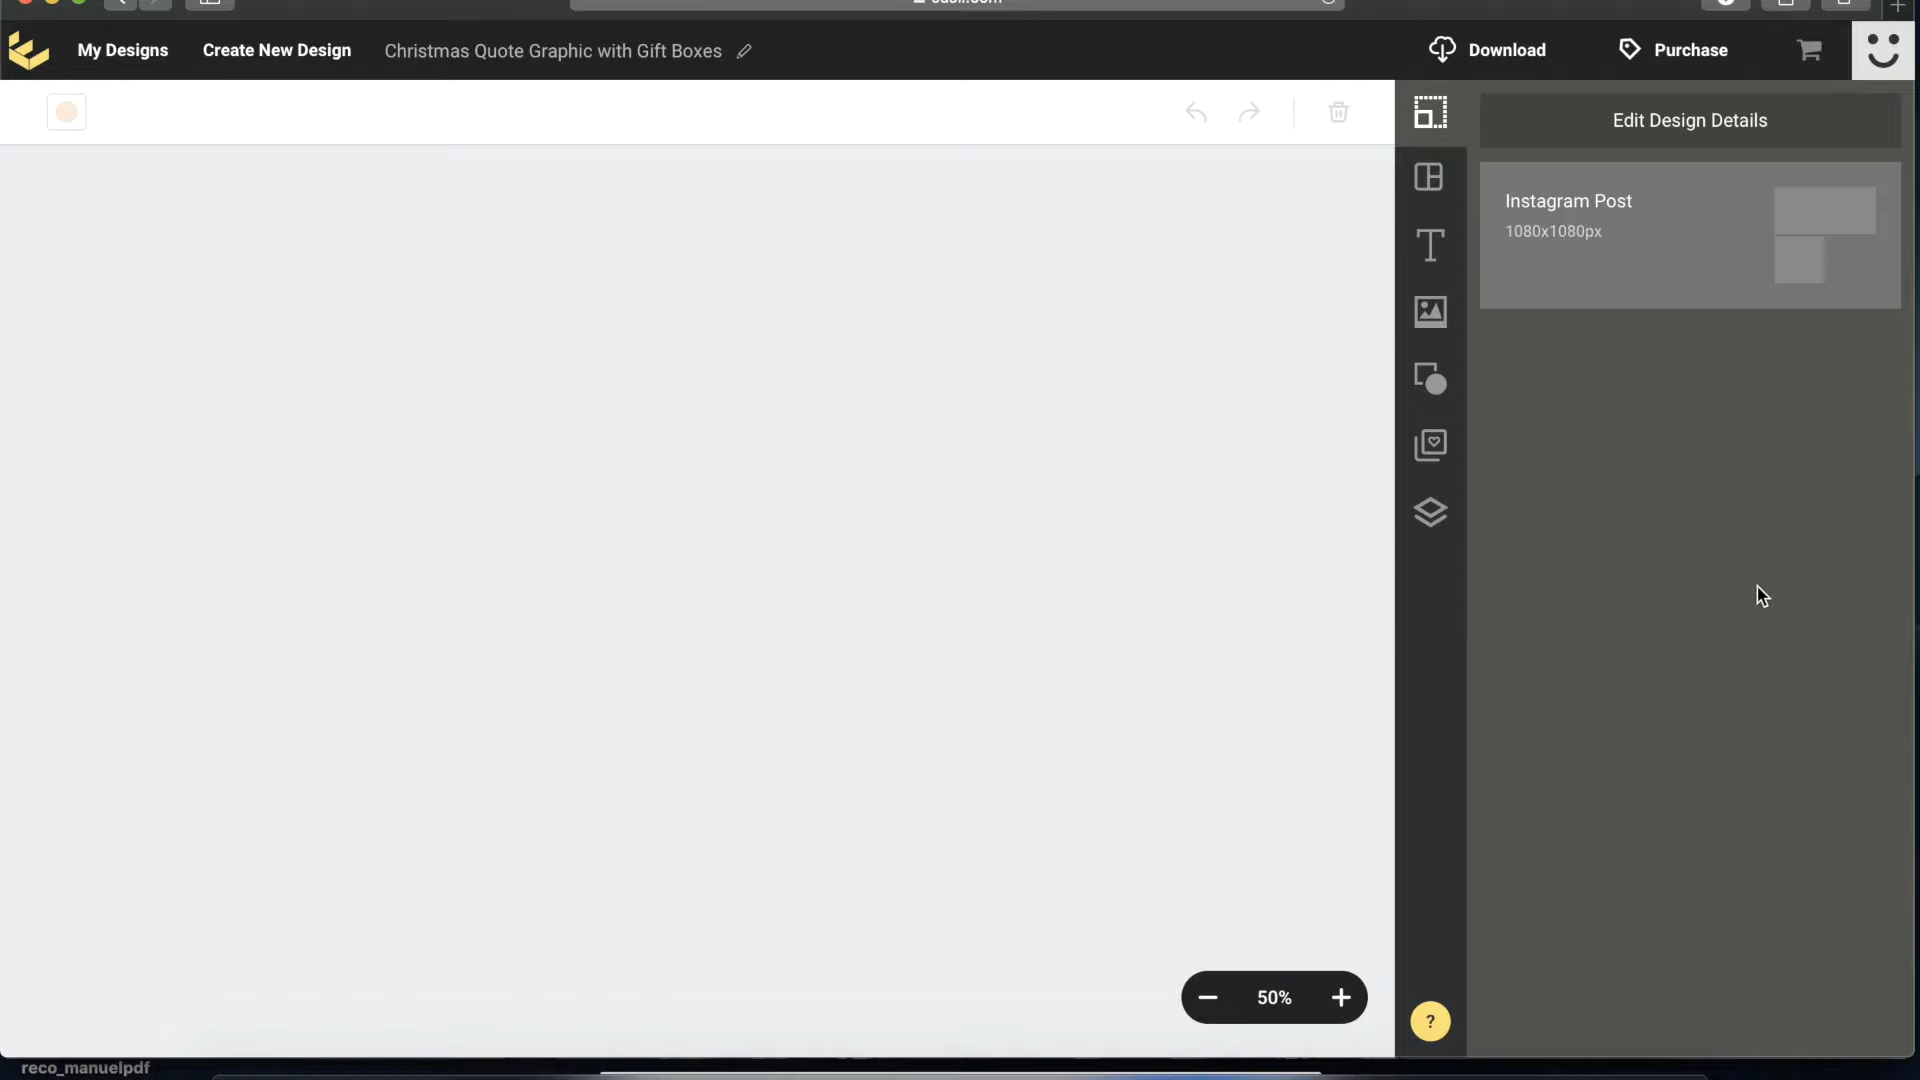 My Designs Create New Design Christmas Quote Graphic with Gift Boxes Download Purchase
Edit Design Details
Instagram Post
1080x1080px
50%
?
reco_manuelpdf